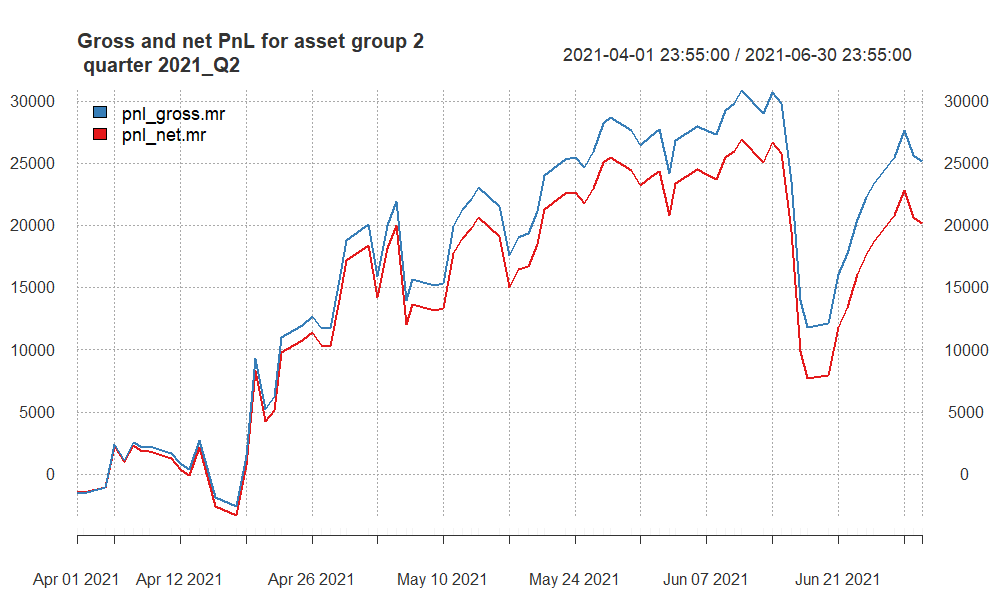 Gross and net PnL for asset group 2
quarter 2021_Q2
2021-04-01 23:55:00 / 2021-06-30 23:55:00
pnl_gross.mr
pnl_net.mr
30000 30000
25000 25000
20000 20000
15000 15000
10000 10000
5000 5000
0 0
Apr 01 2021 Apr 12 2021 Apr 26 2021 May 10 2021 May 24 2021 Jun 07 2021 Jun 21 2021